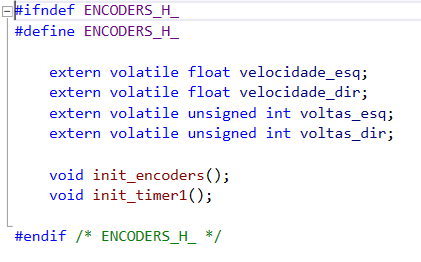 #ifndef ENCODERS_H_
#define ENCODERS_H_
extern volatile float velocidade_esq;
extern volatile float velocidade_dir;
extern volatile unsigned int voltas_esq;
extern volatile unsigned int voltas_dir;
void init_encoders();
void init_timer1();
#endif /* ENCODERS_H_ */